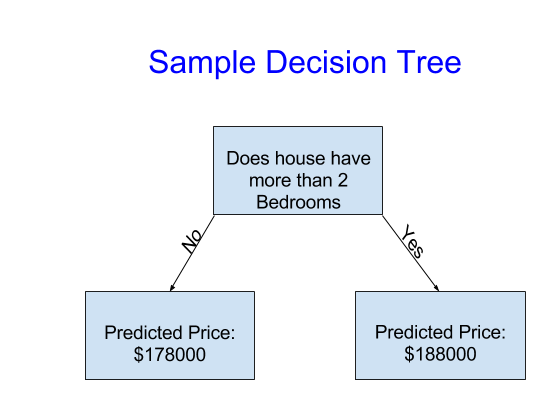 Sample Decision Tree
Does house have
more than 2
Bedrooms
No
Yes
Predicted Price:
$178000
Predicted Price:
$188000